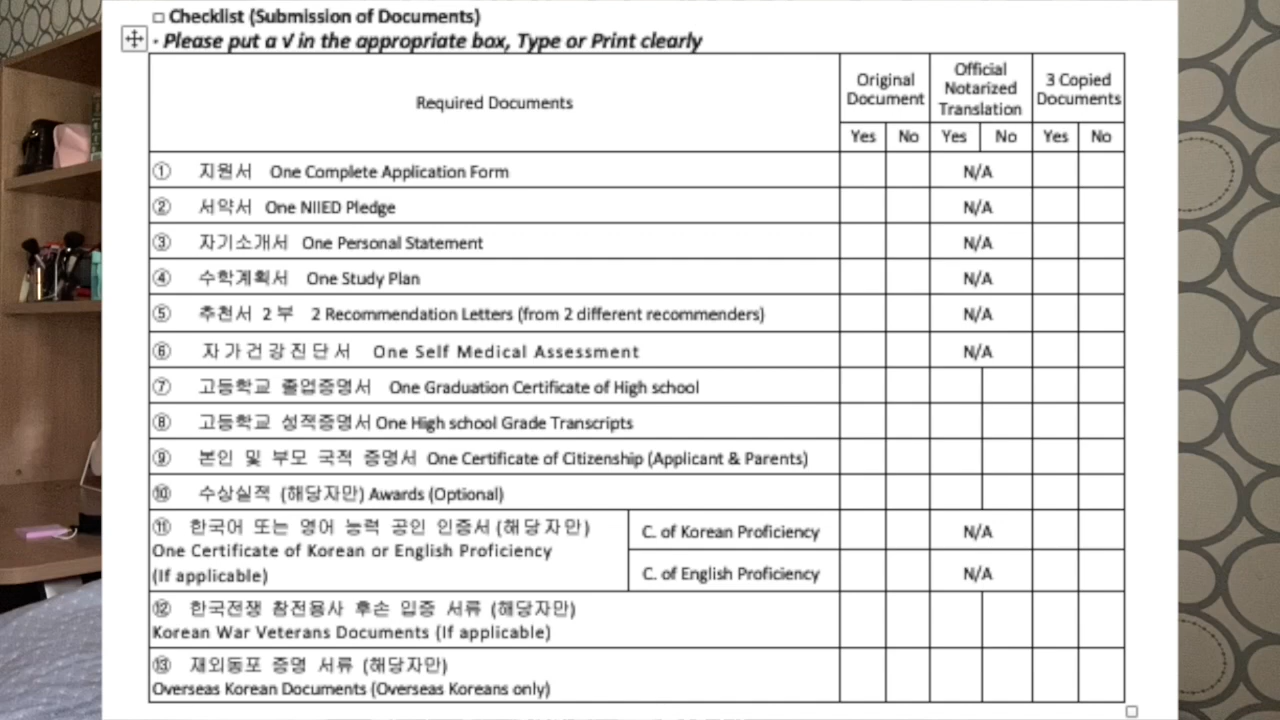 □ Checklist (Submission of Documents)
- Please put a √ in the appropriate box, Type or Print clearly
Required Documents
Original Document
Official Notarized Translation
3 Copied Documents
Yes No Yes No Yes No
① 지원서 One Complete Application Form N/A
② 서약서 One NIIED Pledge N/A
③ 자기소개서 One Personal Statement N/A
④ 수학계획서 One Study Plan N/A
⑤ 추천서 2부 2 Recommendation Letters (from 2 different recommenders) N/A
⑥ 자가건강진단서 One Self Medical Assessment N/A
⑦ 고등학교 졸업증명서 One Graduation Certificate of High school
⑧ 고등학교 성적증명서 One High school Grade Transcripts
⑨ 본인 및 부모 국적 증명서 One Certificate of Citizenship (Applicant & Parents)
⑩ 수상실적 (해당자만) Awards (Optional)
⑪ 한국어 또는 영어 능력 공인 인증서 (해당자만)
One Certificate of Korean or English Proficiency
(If applicable)
C. of Korean Proficiency N/A
C. of English Proficiency N/A
⑫ 한국전쟁 참전용사 후손 입증 서류 (해당자만)
Korean War Veterans Documents (If applicable)
⑬ 재외동포 증명 서류 (해당자만)
Overseas Korean Documents (Overseas Koreans only)